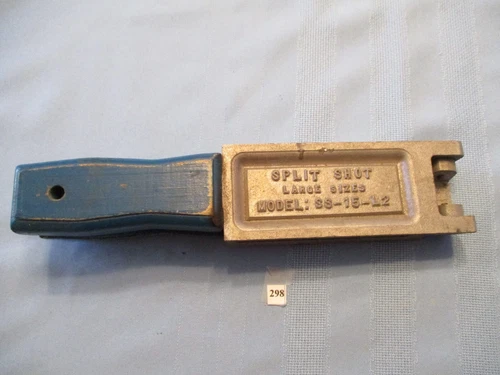 SPLIT SHOT
LARGE SIZES
MODEL: SS-15-L2
298